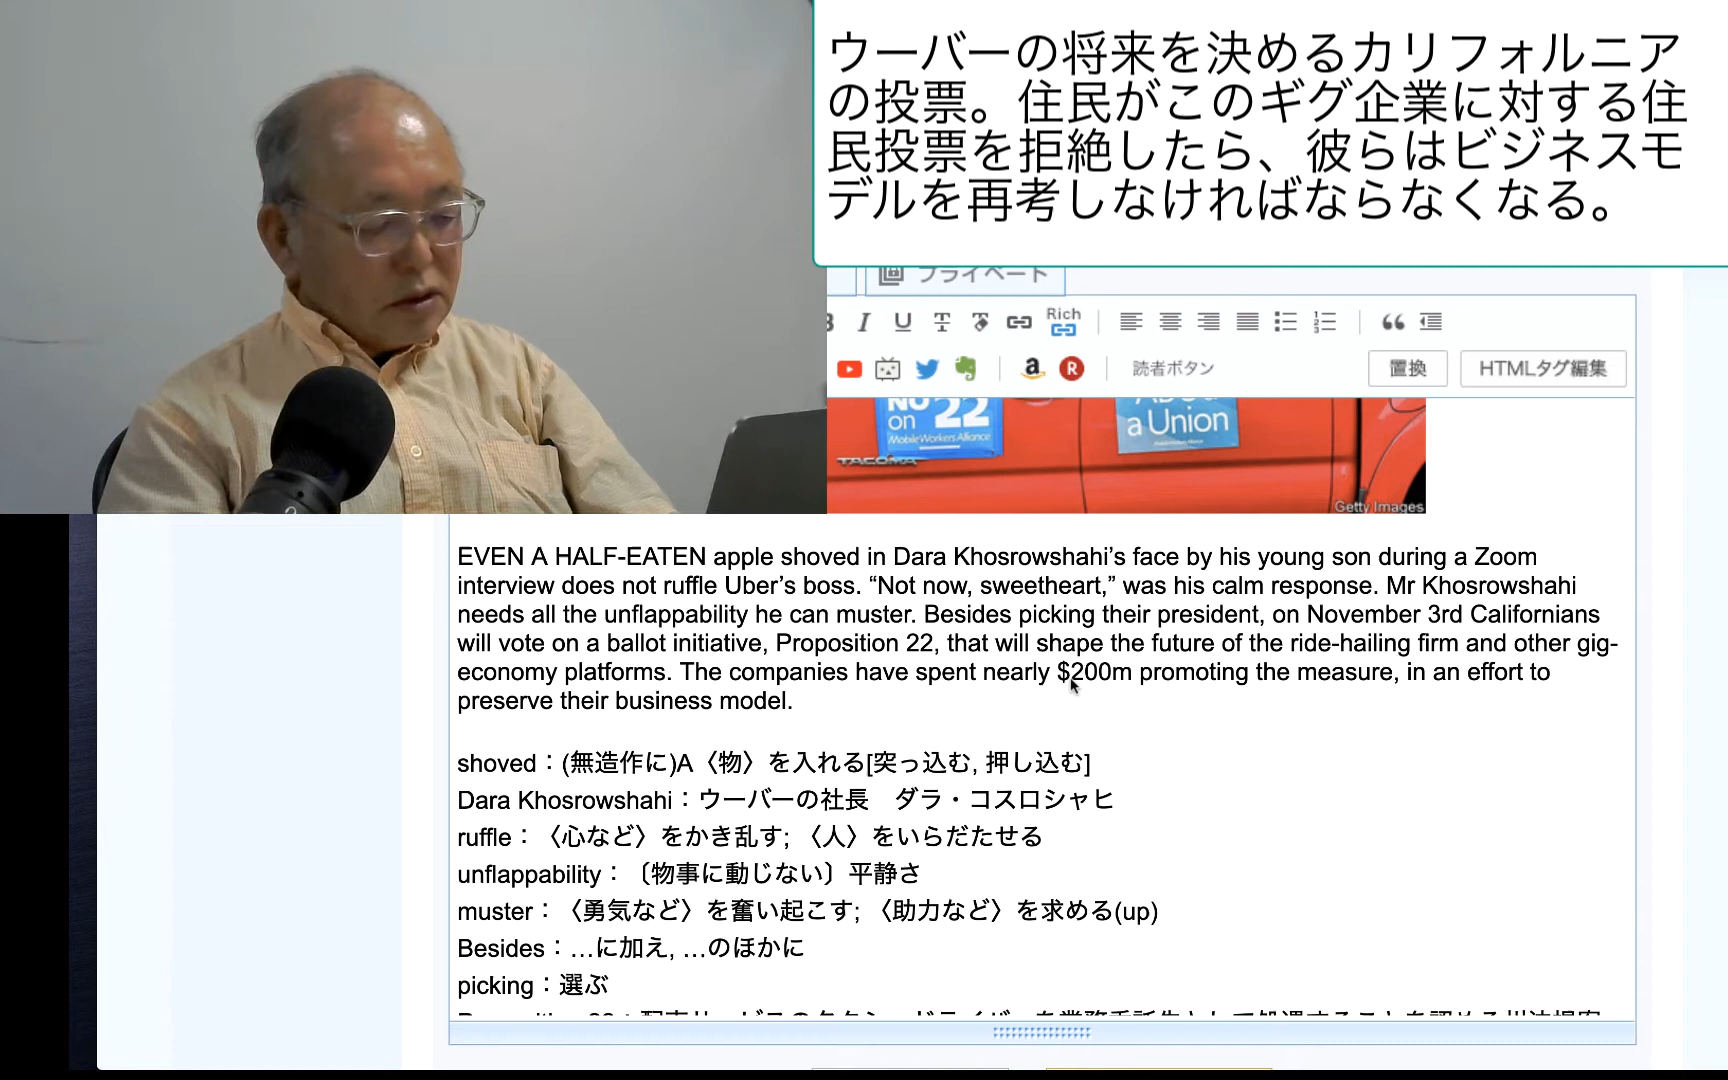 ウーバーの将来を決めるカリフォルニア
の投票。住民がこのギグ企業に対する住
民投票を拒絶したら、彼らはビジネスモ
デルを再考しなければならなくなる。
プライベート
Rich
読者ボタン
置換
HTMLタグ編集
NO
on 22
Mobile Workers Alliance
a Union
TACOMA
Getty Images
EVEN A HALF-EATEN apple shoved in Dara Khosrowshahi’s face by his young son during a Zoom
interview does not ruffle Uber’s boss. “Not now, sweetheart,” was his calm response. Mr Khosrowshahi
needs all the unflappability he can muster. Besides picking their president, on November 3rd Californians
will vote on a ballot initiative, Proposition 22, that will shape the future of the ride-hailing firm and other gig-
economy platforms. The companies have spent nearly $200m promoting the measure, in an effort to
preserve their business model.
shoved：(無造作に)A〈物〉を入れる[突っ込む, 押し込む]
Dara Khosrowshahi：ウーバーの社長　ダラ・コスロシャヒ
ruffle：〈心など〉をかき乱す; 〈人〉をいらだたせる
unflappability：〔物事に動じない〕平静さ
muster：〈勇気など〉を奮い起こす; 〈助力など〉を求める(up)
Besides：…に加え, …のほかに
picking：選ぶ